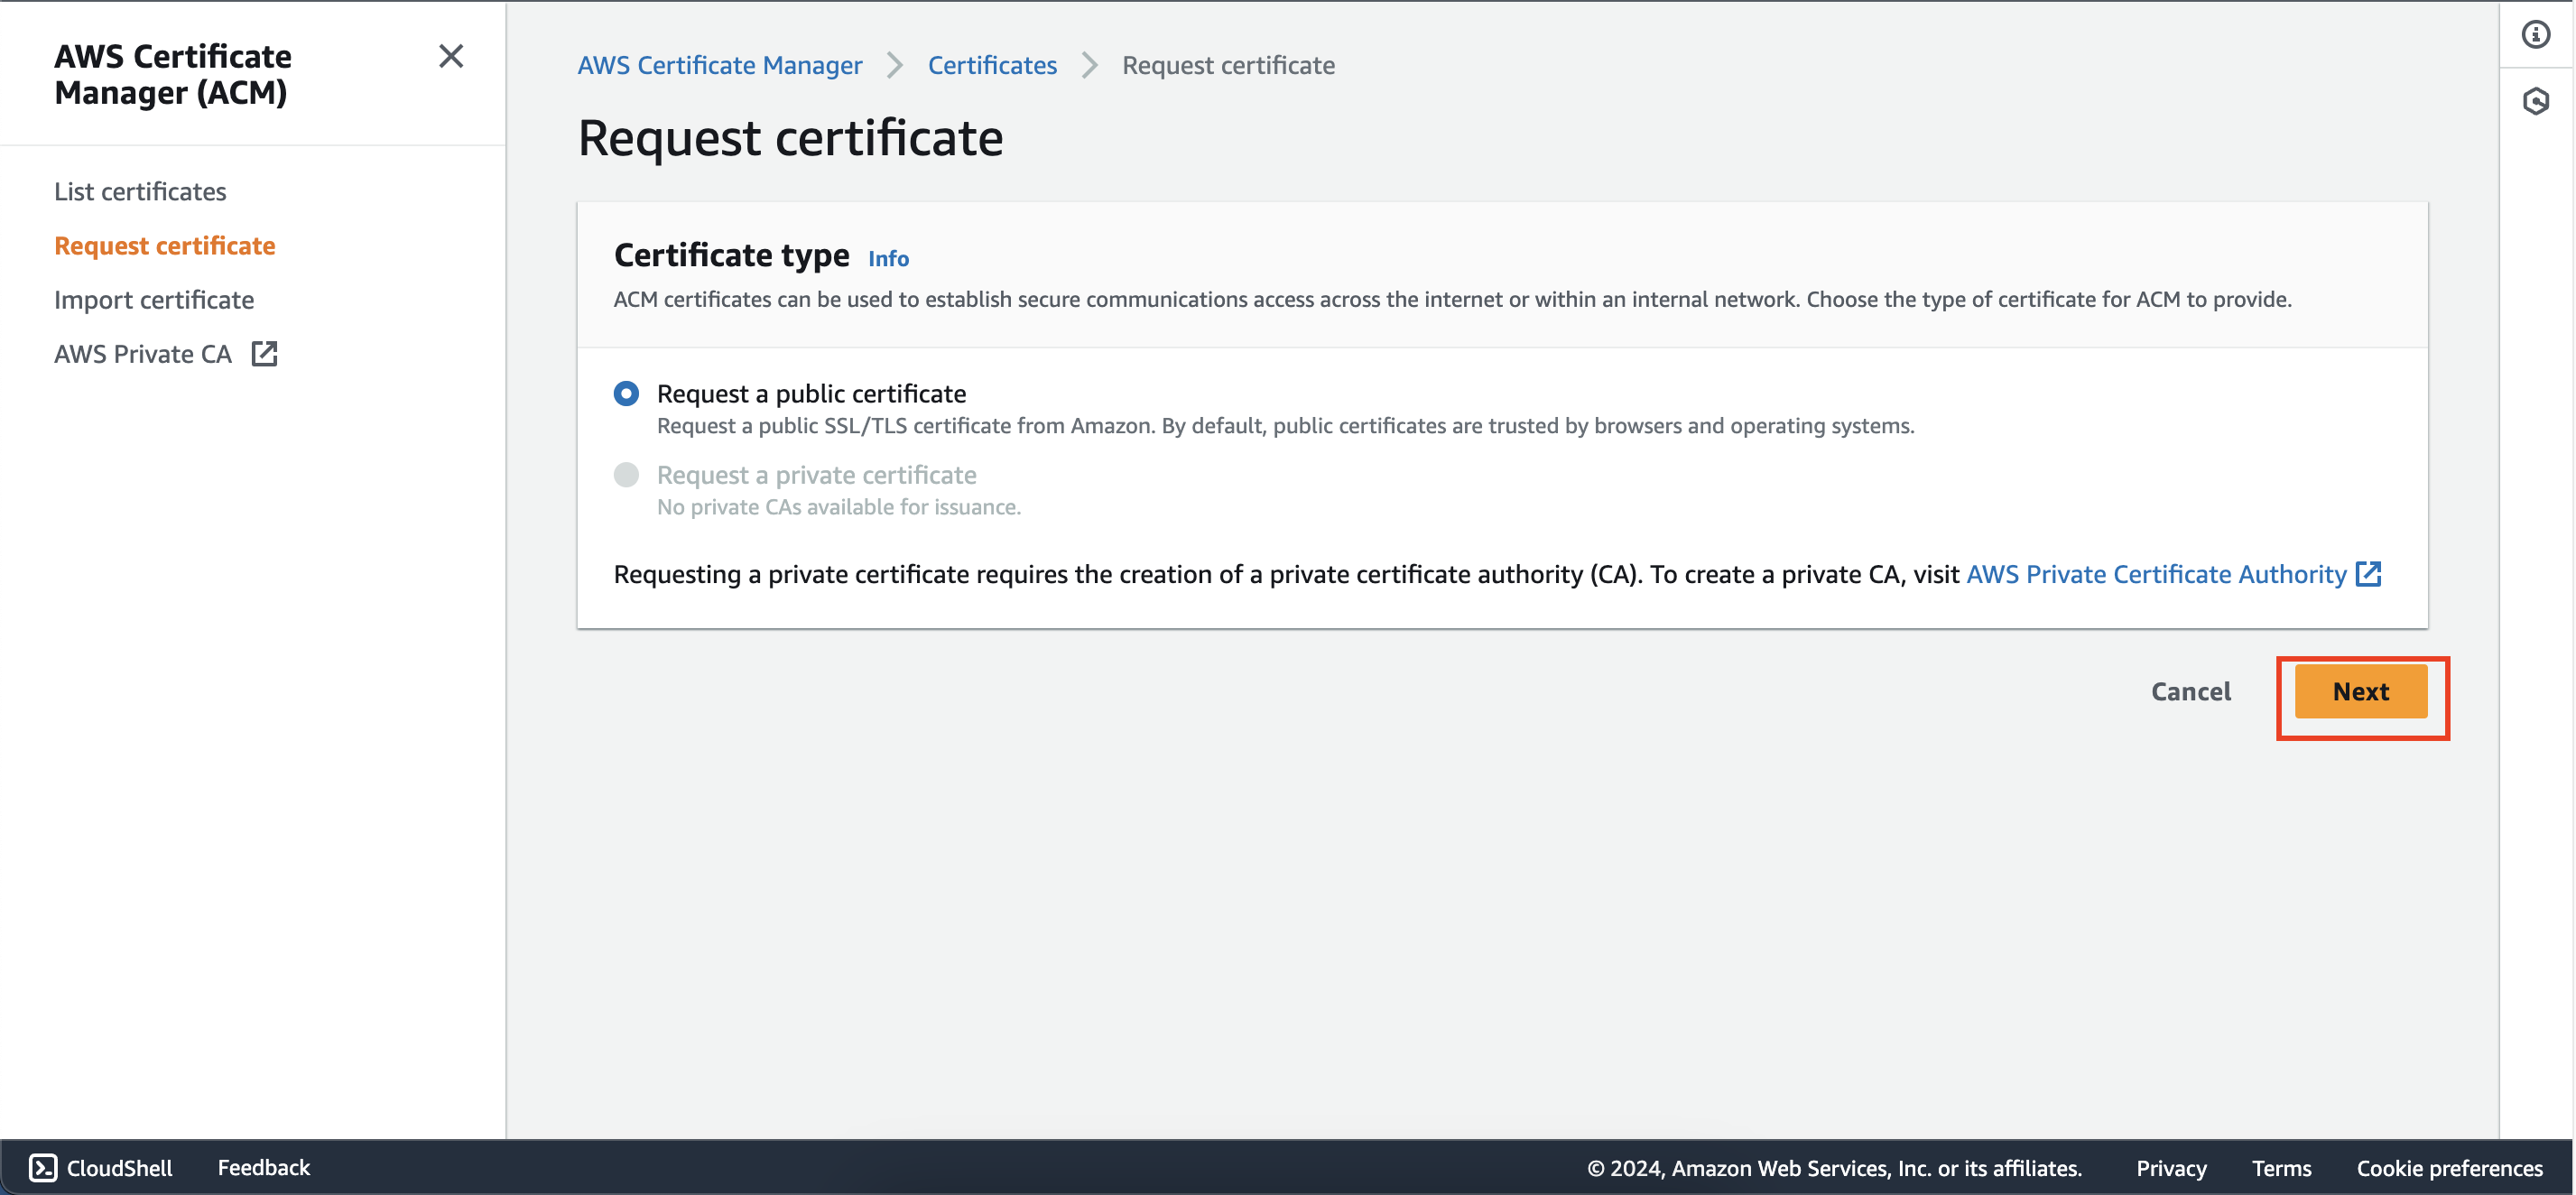 AWS Certificate
Manager (ACM)
List certificates
Request certificate
Import certificate
AWS Private CA
AWS Certificate Manager
Certificates
Request certificate
Request certificate
Certificate type Info
ACM certificates can be used to establish secure communications access across the internet or within an internal network. Choose the type of certificate for ACM to provide.
Request a public certificate
Request a public SSL/TLS certificate from Amazon. By default, public certificates are trusted by browsers and operating systems.
Request a private certificate
No private CAs available for issuance.
Requesting a private certificate requires the creation of a private certificate authority (CA). To create a private CA, visit AWS Private Certificate Authority
Cancel
Next
CloudShell
Feedback
© 2024, Amazon Web Services, Inc. or its affiliates.
Privacy
Terms
Cookie preferences